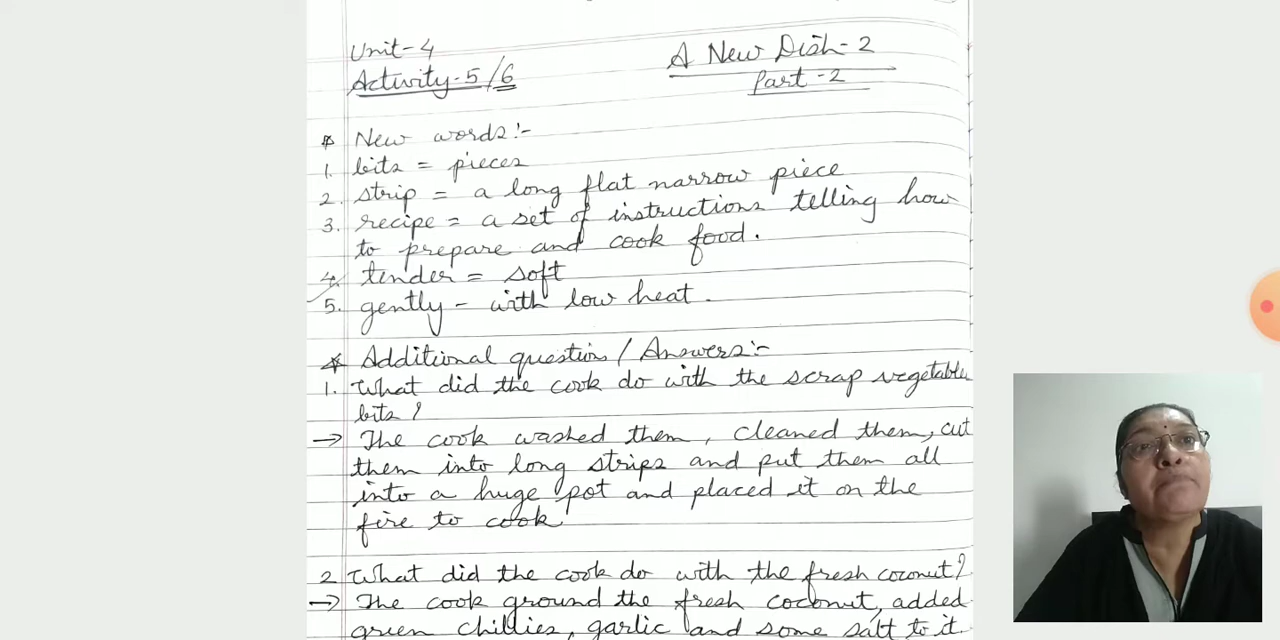 Unit-4
A New Dish-2
Activity-5/6
Part-2
* New words:-
1. bits = pieces
2. strip = a long flat narrow piece
3. recipe = a set of instructions telling how
to prepare and cook food.
4. tender = soft
5. gently - with low heat.
* Additional questions/Answers:-
1. What did the cook do with the scrap vegetable
bits?
→ The cook washed them, cleaned them, cut
them into long strips and put them all
into a huge pot and placed it on the
fire to cook
2 What did the cook do with the fresh coconut?
→ The cook ground the fresh coconut, added
green chillies, garlic and some salt to it